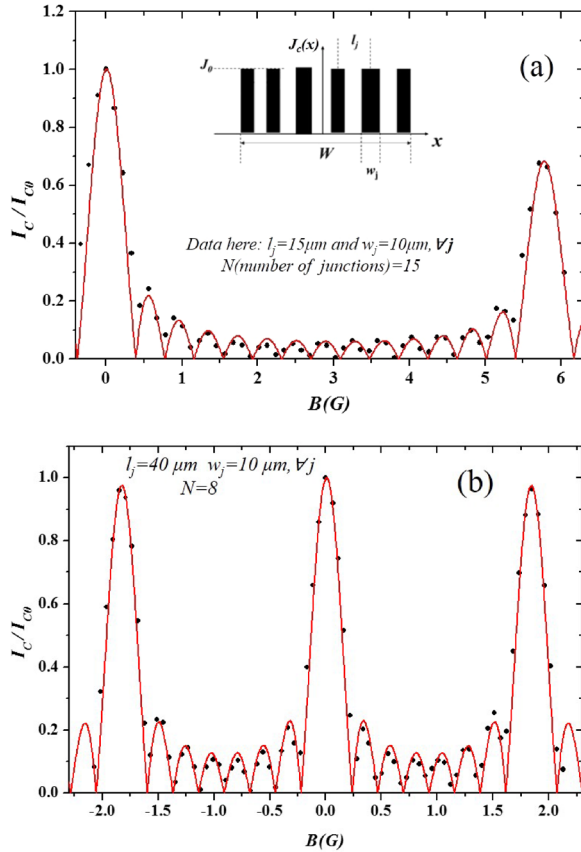 (a)
J_c(x)
l_j
J_0
W
w_j
x
Data here: l_j=15μm and w_j=10μm, ∀j
N(number of junctions)=15
I_C / I_C0
1.0
0.8
0.6
0.4
0.2
0.0
0 1 2 3 4 5 6
B(G)
(b)
l_j=40 μm w_j=10 μm, ∀j
N=8
I_C / I_C0
1.0
0.8
0.6
0.4
0.2
0.0
-2.0 -1.5 -1.0 -0.5 0.0 0.5 1.0 1.5 2.0
B(G)